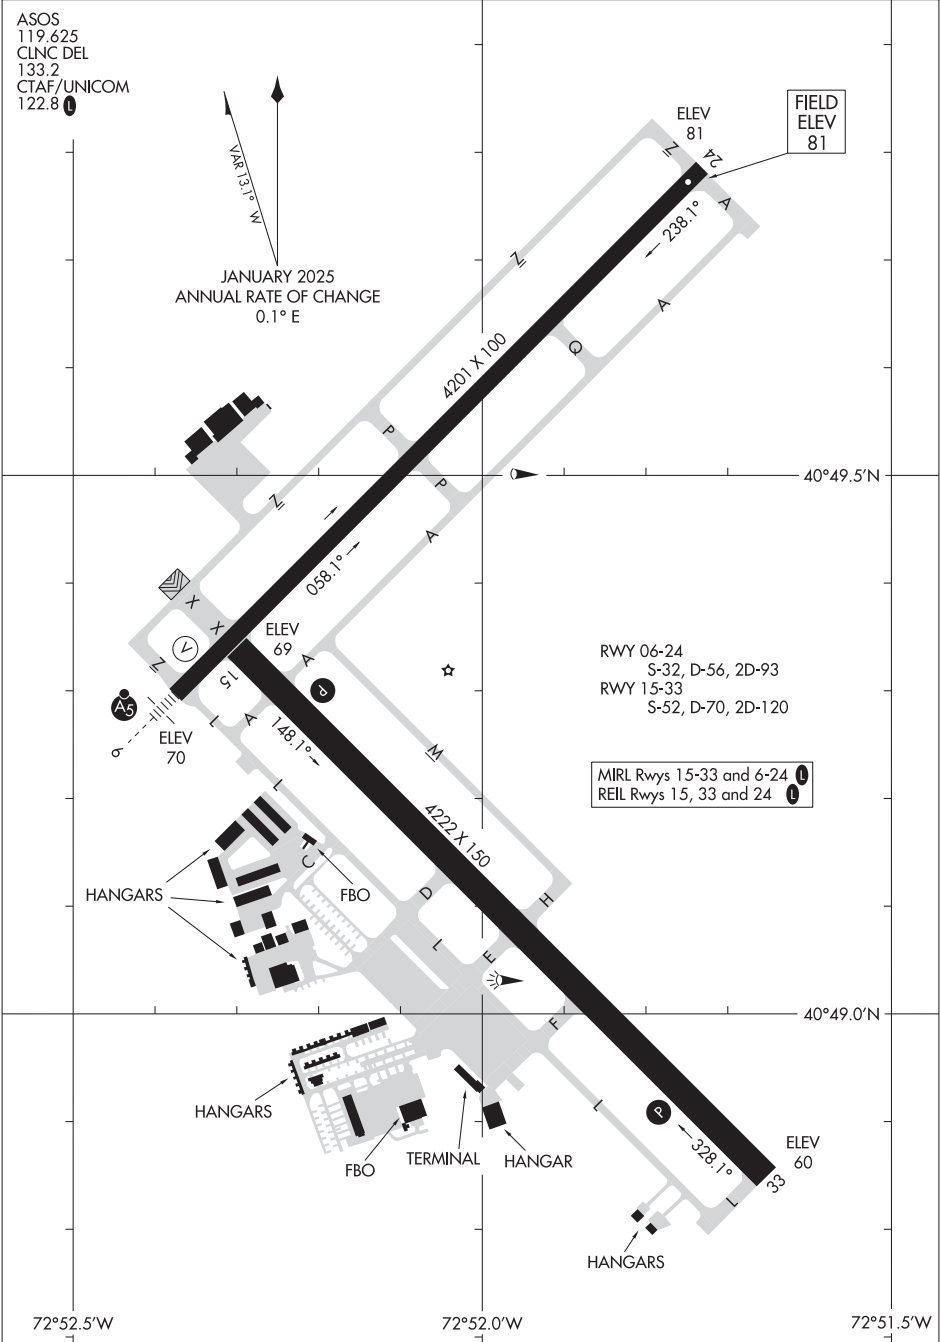 ASOS
119.625
CLNC DEL
133.2
CTAF/UNICOM
122.8 L
VAR 13.1° W
JANUARY 2025
ANNUAL RATE OF CHANGE
0.1° E
ELEV
81
FIELD
ELEV
81
Z
24
A
238.1°
Z
A
Q
4201 X 100
P
P
Z
A
40°49.5'N
058.1°
X
X
V
Z
ELEV
69
A
15
P
A5
6
ELEV
70
L
A
148.1°
W
RWY 06-24
S-32, D-56, 2D-93
RWY 15-33
S-52, D-70, 2D-120
MIRL Rwys 15-33 and 6-24 L
REIL Rwys 15, 33 and 24 L
L
4222 X 150
C
HANGARS
FBO
D
H
L
E
40°49.0'N
F
HANGARS
L
P
328.1°
ELEV
60
33
FBO
TERMINAL
HANGAR
L
HANGARS
72°52.5'W
72°52.0'W
72°51.5'W